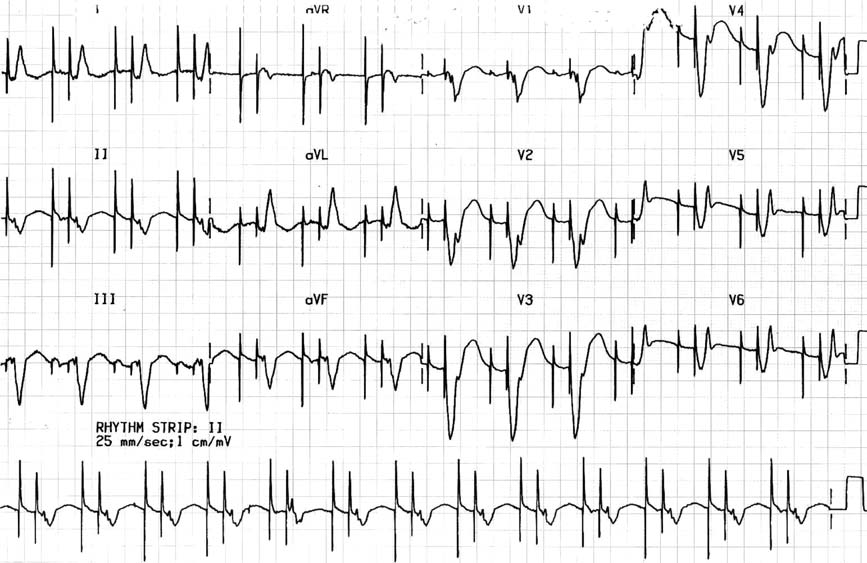 I aVR V1 V4
II aVL V2 V5
III aVF V3 V6
RHYTHM STRIP: II
25 mm/sec;1 cm/mV